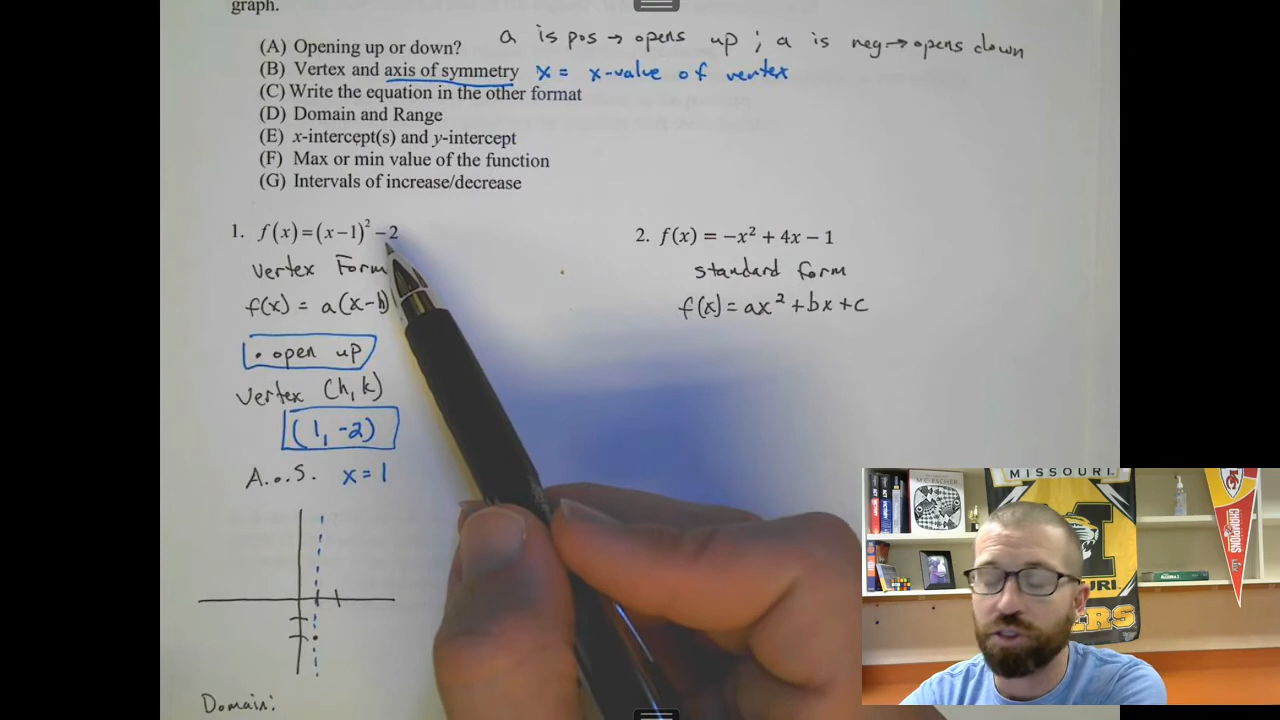 graph.
(A) Opening up or down? a is pos → opens up ; a is neg → opens down
(B) Vertex and axis of symmetry x = x-value of vertex
(C) Write the equation in the other format
(D) Domain and Range
(E) x-intercept(s) and y-intercept
(F) Max or min value of the function
(G) Intervals of increase/decrease
1. f(x)=(x−1)²−2
Vertex Form
f(x) = a(x-h)
• open up
Vertex (h, k)
(1, -2)
A.o.S. x=1
Domain:
2. f(x) = −x² + 4x − 1
standard form
f(x) = ax² + bx + c
MISSOURI
M.C. ESCHER
CHAMPIONS